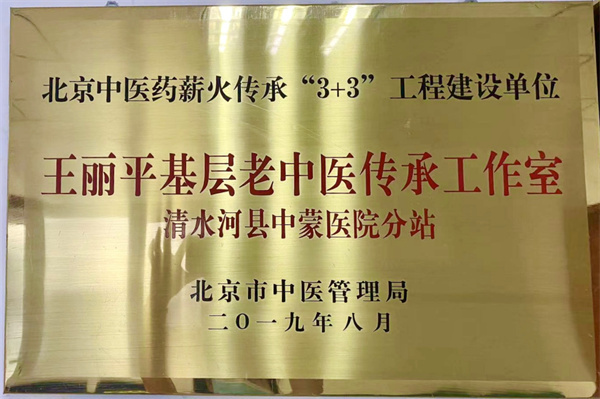 北京中医药薪火传承“3+3”工程建设单位
王丽平基层老中医传承工作室
清水河县中蒙医院分站
北京市中医管理局
二〇一九年八月